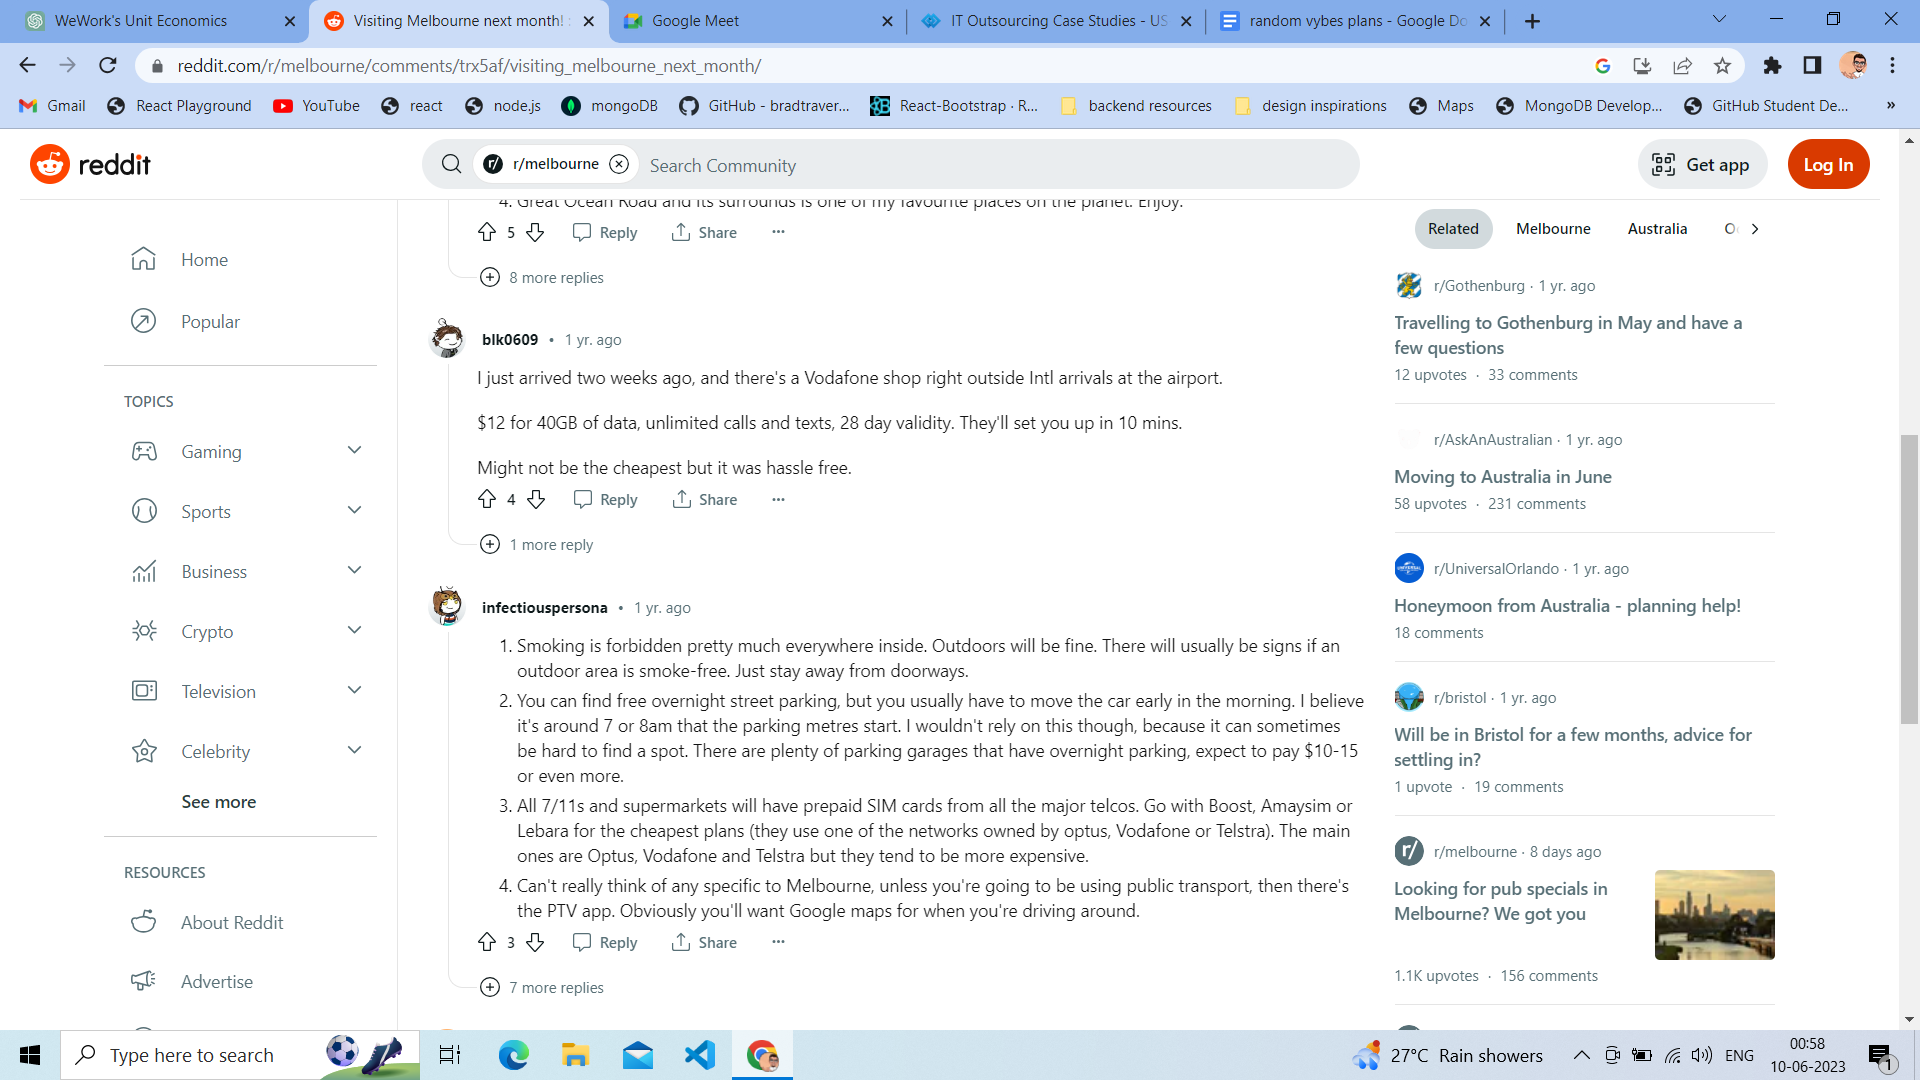 WeWork's Unit Economics
Visiting Melbourne next month! :
Google Meet
IT Outsourcing Case Studies - US
random vybes plans - Google Do
reddit.com/r/melbourne/comments/trx5af/visiting_melbourne_next_month/
Gmail
React Playground
YouTube
react
node.js
mongoDB
GitHub - bradtraver...
React-Bootstrap · R...
backend resources
design inspirations
Maps
MongoDB Develop...
GitHub Student De...
»
reddit
r/melbourne
Search Community
Get app
Log In
Home
Popular
TOPICS
Gaming
Sports
Business
Crypto
Television
Celebrity
See more
RESOURCES
About Reddit
Advertise
4. Great Ocean Road and its surrounds is one of my favourite places on the planet. Enjoy.
5 Reply Share ···
8 more replies
blk0609 • 1 yr. ago
I just arrived two weeks ago, and there's a Vodafone shop right outside Intl arrivals at the airport.
$12 for 40GB of data, unlimited calls and texts, 28 day validity. They'll set you up in 10 mins.
Might not be the cheapest but it was hassle free.
4 Reply Share ···
1 more reply
infectiouspersona • 1 yr. ago
1. Smoking is forbidden pretty much everywhere inside. Outdoors will be fine. There will usually be signs if an
outdoor area is smoke-free. Just stay away from doorways.
2. You can find free overnight street parking, but you usually have to move the car early in the morning. I believe
it's around 7 or 8am that the parking metres start. I wouldn't rely on this though, because it can sometimes
be hard to find a spot. There are plenty of parking garages that have overnight parking, expect to pay $10-15
or even more.
3. All 7/11s and supermarkets will have prepaid SIM cards from all the major telcos. Go with Boost, Amaysim or
Lebara for the cheapest plans (they use one of the networks owned by optus, Vodafone or Telstra). The main
ones are Optus, Vodafone and Telstra but they tend to be more expensive.
4. Can't really think of any specific to Melbourne, unless you're going to be using public transport, then there's
the PTV app. Obviously you'll want Google maps for when you're driving around.
3 Reply Share ···
7 more replies
Related
Melbourne
Australia
r/Gothenburg · 1 yr. ago
Travelling to Gothenburg in May and have a
few questions
12 upvotes · 33 comments
r/AskAnAustralian · 1 yr. ago
Moving to Australia in June
58 upvotes · 231 comments
r/UniversalOrlando · 1 yr. ago
Honeymoon from Australia - planning help!
18 comments
r/bristol · 1 yr. ago
Will be in Bristol for a few months, advice for
settling in?
1 upvote · 19 comments
r/melbourne · 8 days ago
Looking for pub specials in
Melbourne? We got you
1.1K upvotes · 156 comments
Type here to search
27°C Rain showers
ENG
00:58
10-06-2023
1